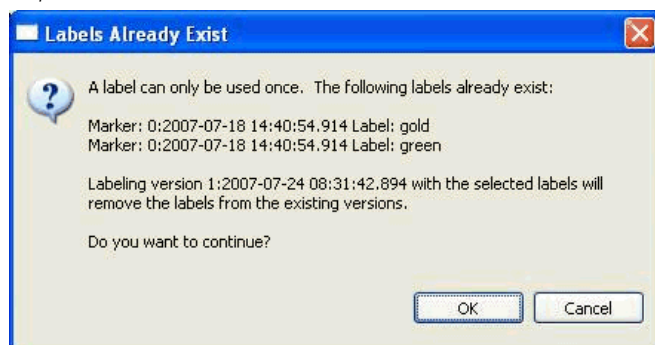 Labels Already Exist
A label can only be used once. The following labels already exist:
Marker: 0:2007-07-18 14:40:54.914 Label: gold
Marker: 0:2007-07-18 14:40:54.914 Label: green
Labeling version 1:2007-07-24 08:31:42.894 with the selected labels will
remove the labels from the existing versions.
Do you want to continue?
OK Cancel